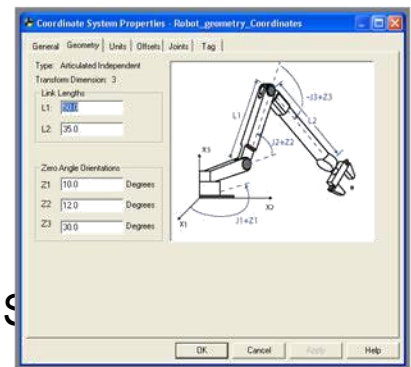 Coordinate System Properties - Robot_geometry_Coordinates
General Geometry Units Offsets Joints Tag
Type: Articulated Independent
Transform Dimension: 3
Link Lengths
L1: 50.0
L2: 35.0
Zero Angle Orientations
Z1 10.0 Degrees
Z2 12.0 Degrees
Z3 30.0 Degrees
-J3+Z3
L1
L2
J2+Z2
X3
X2
X1
J1+Z1
S
OK Cancel Apply Help